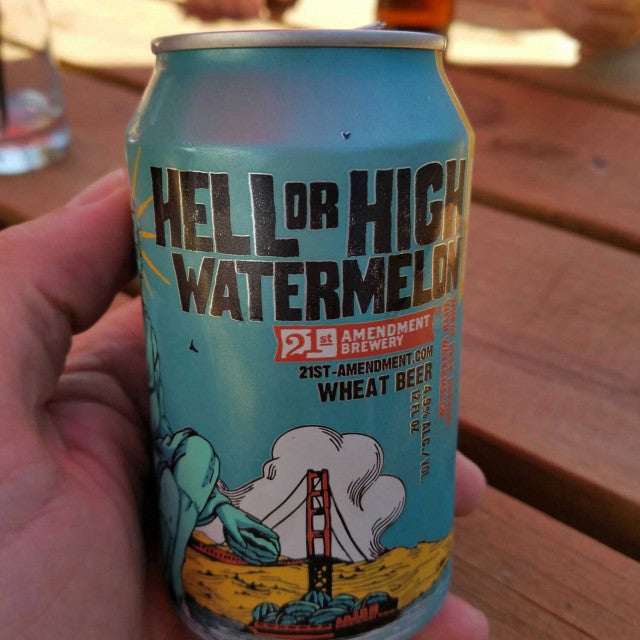 HELL OR HIGH
WATERMELON
21st AMENDMENT
BREWERY
21ST-AMENDMENT.COM
WHEAT BEER
4.9% ALC./VOL.
12 FL OZ